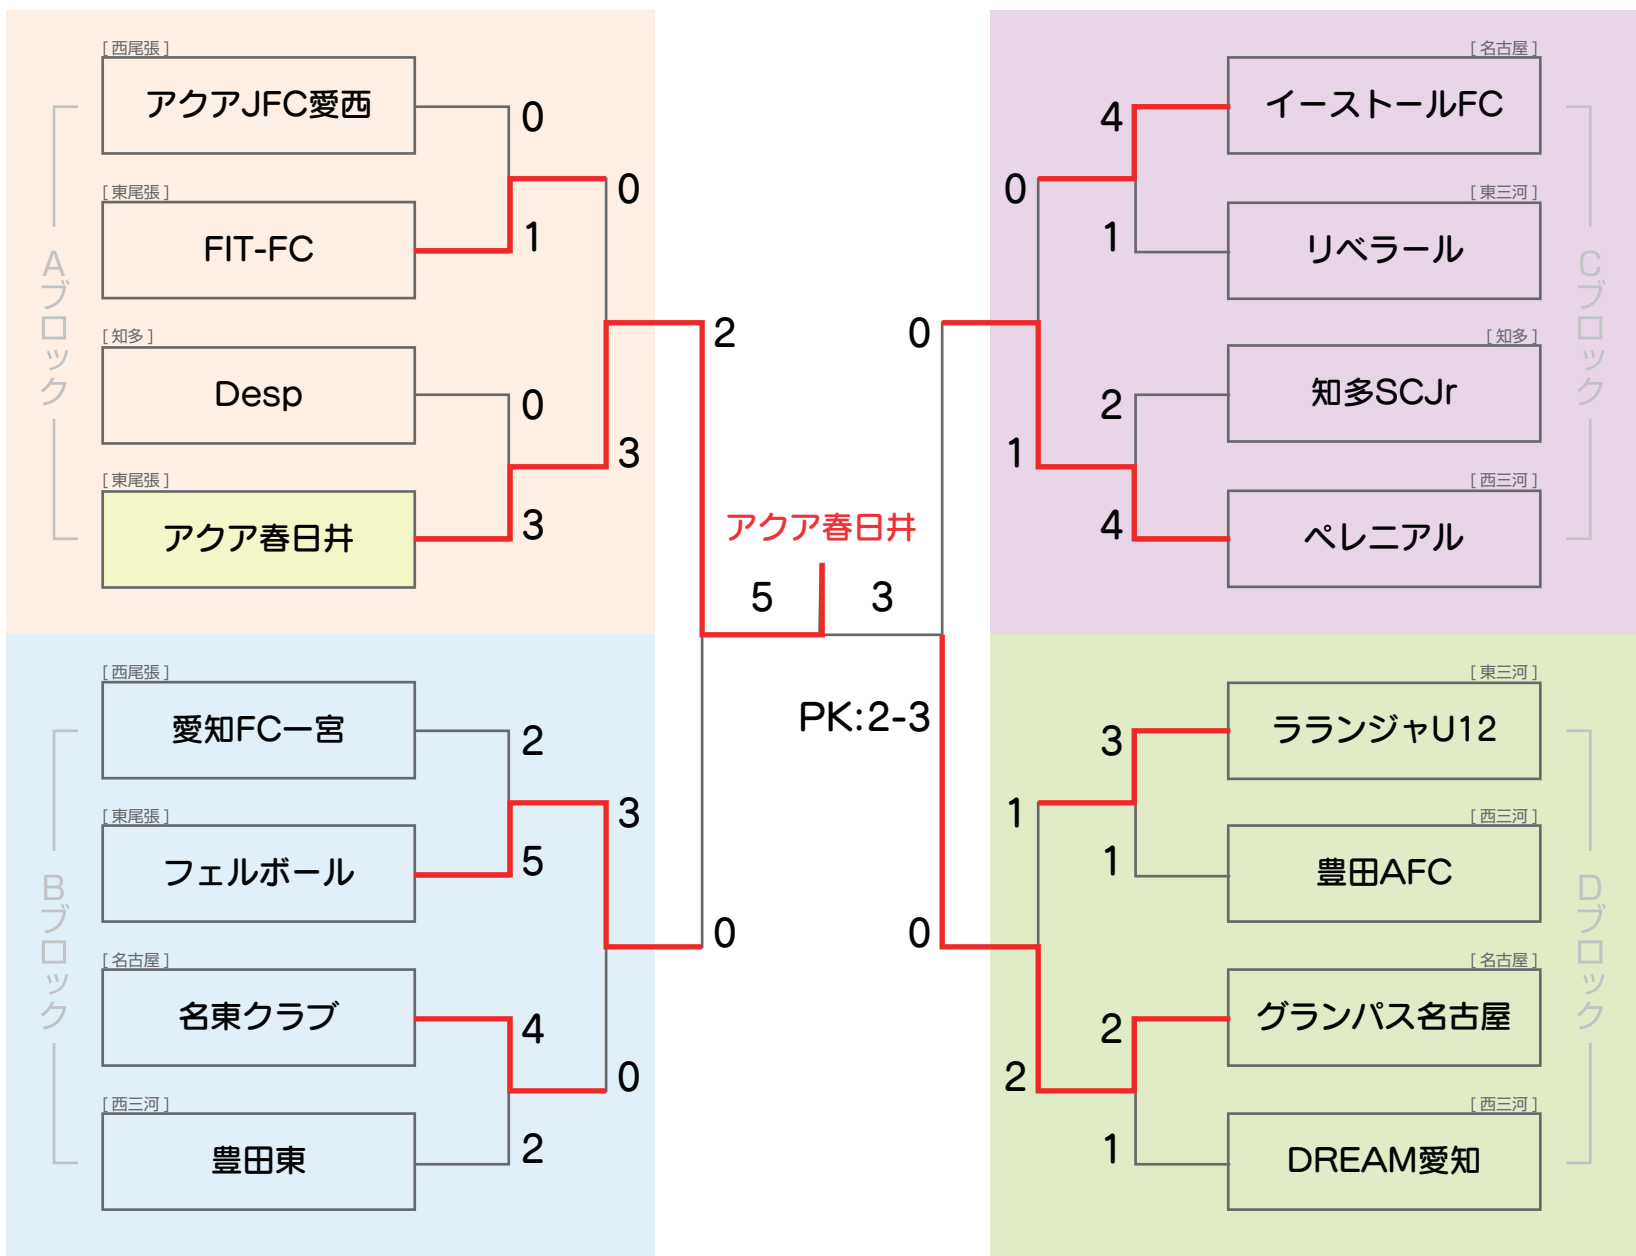 [ 西尾張 ]
アクアJFC愛西
0
[ 東尾張 ]
FIT-FC
1
0
[ 知多 ]
Desp
0
[ 東尾張 ]
アクア春日井
3
3
2
Aブロック
[ 西尾張 ]
愛知FC一宮
2
[ 東尾張 ]
フェルボール
5
3
[ 名古屋 ]
名東クラブ
4
[ 西三河 ]
豊田東
2
0
0
Bブロック
アクア春日井
5
3
PK:2-3
[ 名古屋 ]
イーストールFC
4
[ 東三河 ]
リベラール
1
0
[ 知多 ]
知多SCJr
2
[ 西三河 ]
ペレニアル
4
1
0
Cブロック
[ 東三河 ]
ラランジャU12
3
[ 西三河 ]
豊田AFC
1
1
[ 名古屋 ]
グランパス名古屋
2
[ 西三河 ]
DREAM愛知
1
2
0
Dブロック